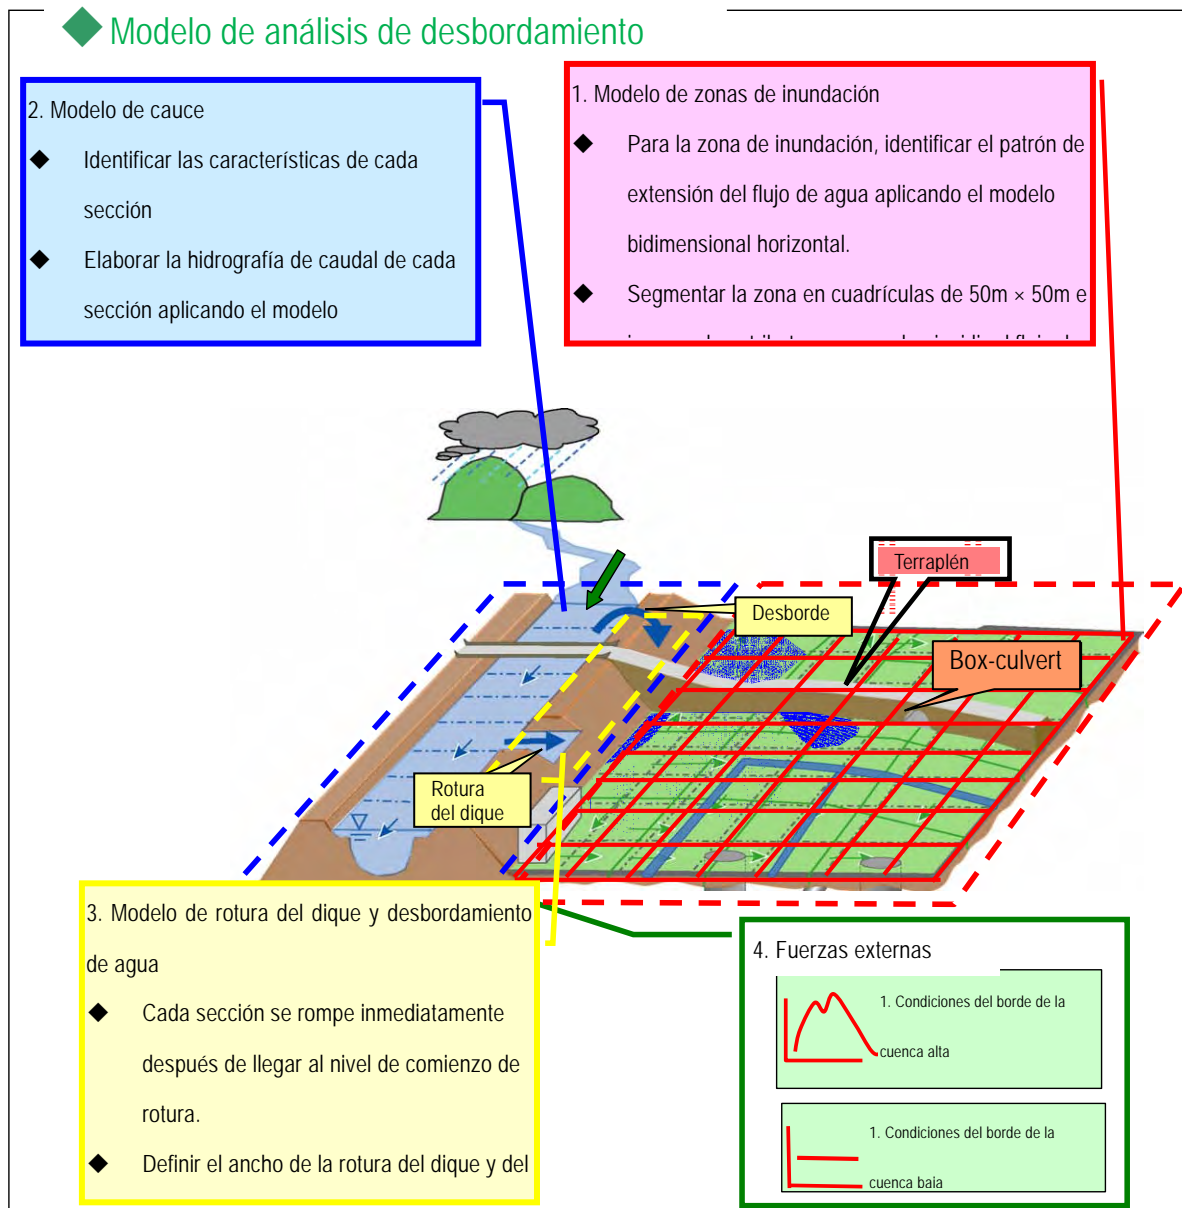 Modelo de análisis de desbordamiento
2. Modelo de cauce
◆ Identificar las características de cada
sección
◆ Elaborar la hidrografía de caudal de cada
sección aplicando el modelo
1. Modelo de zonas de inundación
◆ Para la zona de inundación, identificar el patrón de
extensión del flujo de agua aplicando el modelo
bidimensional horizontal.
◆ Segmentar la zona en cuadrículas de 50m × 50m e
Terraplén
Desborde
Box-culvert
Rotura
del dique
3. Modelo de rotura del dique y desbordamiento
de agua
◆ Cada sección se rompe inmediatamente
después de llegar al nivel de comienzo de
rotura.
◆ Definir el ancho de la rotura del dique y del
4. Fuerzas externas
1. Condiciones del borde de la
cuenca alta
1. Condiciones del borde de la
cuenca baja